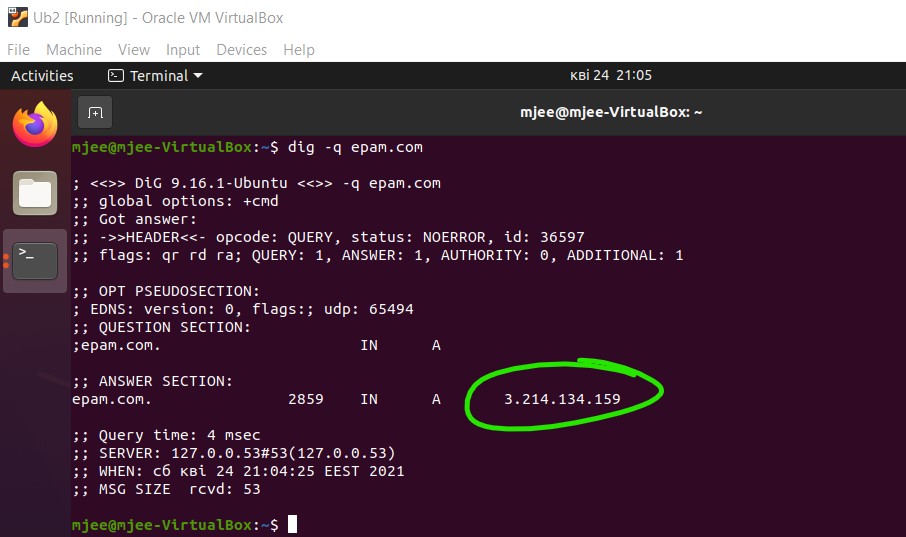 Ub2 [Running] - Oracle VM VirtualBox
File Machine View Input Devices Help
Activities Terminal кві 24 21:05
mjee@mjee-VirtualBox: ~
mjee@mjee-VirtualBox:~$ dig -q epam.com
; <<>> DiG 9.16.1-Ubuntu <<>> -q epam.com
;; global options: +cmd
;; Got answer:
;; ->>HEADER<<- opcode: QUERY, status: NOERROR, id: 36597
;; flags: qr rd ra; QUERY: 1, ANSWER: 1, AUTHORITY: 0, ADDITIONAL: 1
;; OPT PSEUDOSECTION:
; EDNS: version: 0, flags:; udp: 65494
;; QUESTION SECTION:
;epam.com. IN A
;; ANSWER SECTION:
epam.com. 2859 IN A 3.214.134.159
;; Query time: 4 msec
;; SERVER: 127.0.0.53#53(127.0.0.53)
;; WHEN: сб кві 24 21:04:25 EEST 2021
;; MSG SIZE rcvd: 53
mjee@mjee-VirtualBox:~$